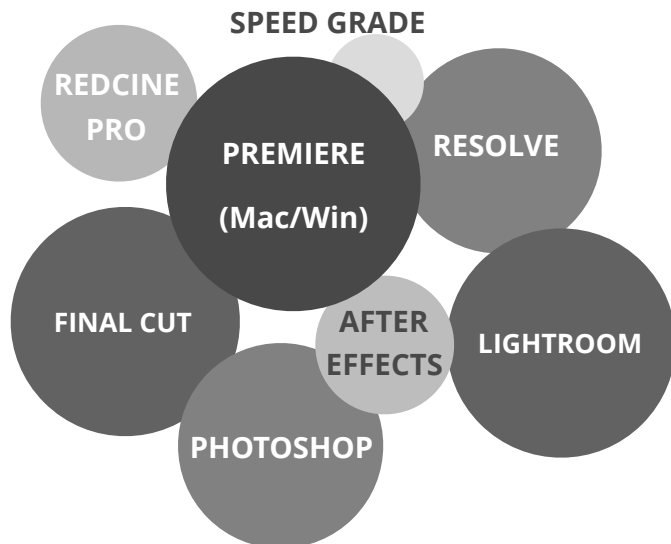 SPEED GRADE
REDCINE
PRO
PREMIERE
(Mac/Win)
RESOLVE
FINAL CUT
AFTER
EFFECTS
LIGHTROOM
PHOTOSHOP